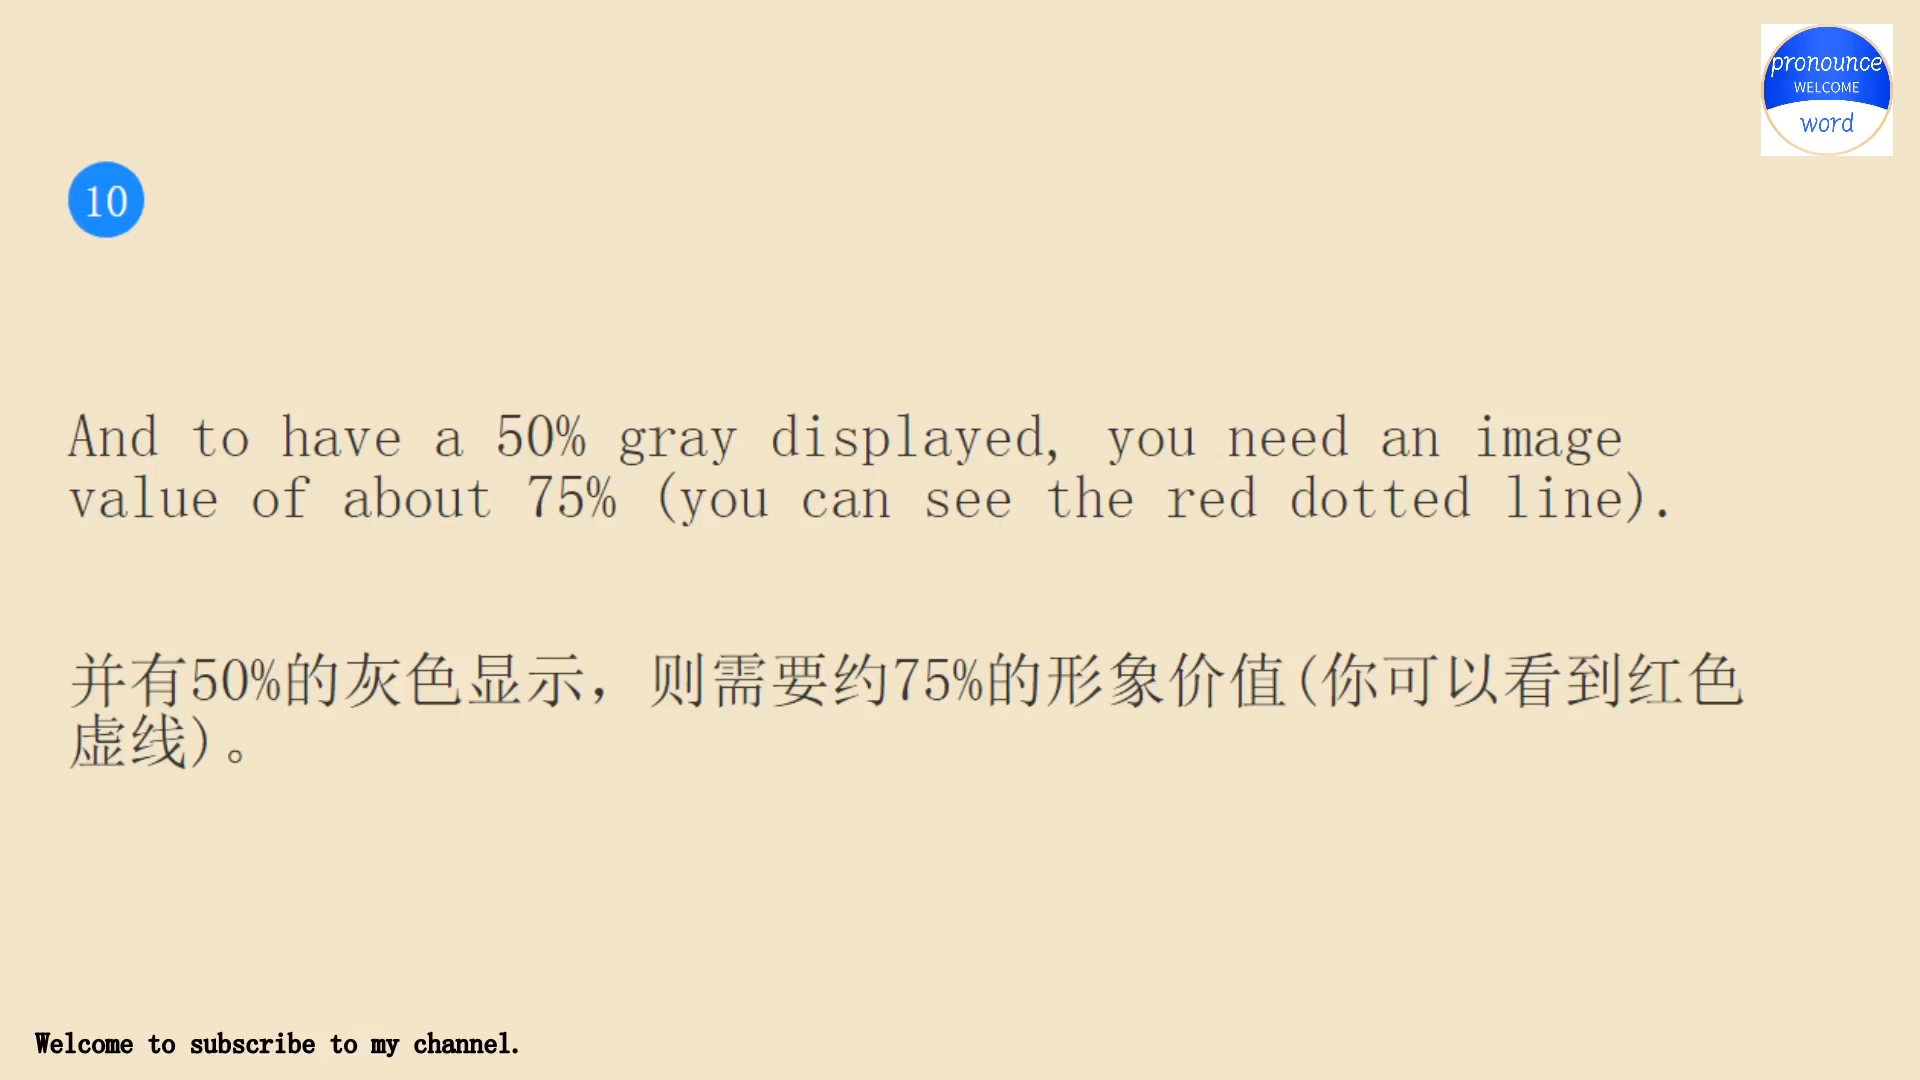 pronounce
WELCOME
word
10
And to have a 50% gray displayed, you need an image
value of about 75% (you can see the red dotted line).
并有50%的灰色显示，则需要约75%的形象价值(你可以看到红色
虚线)。
Welcome to subscribe to my channel.